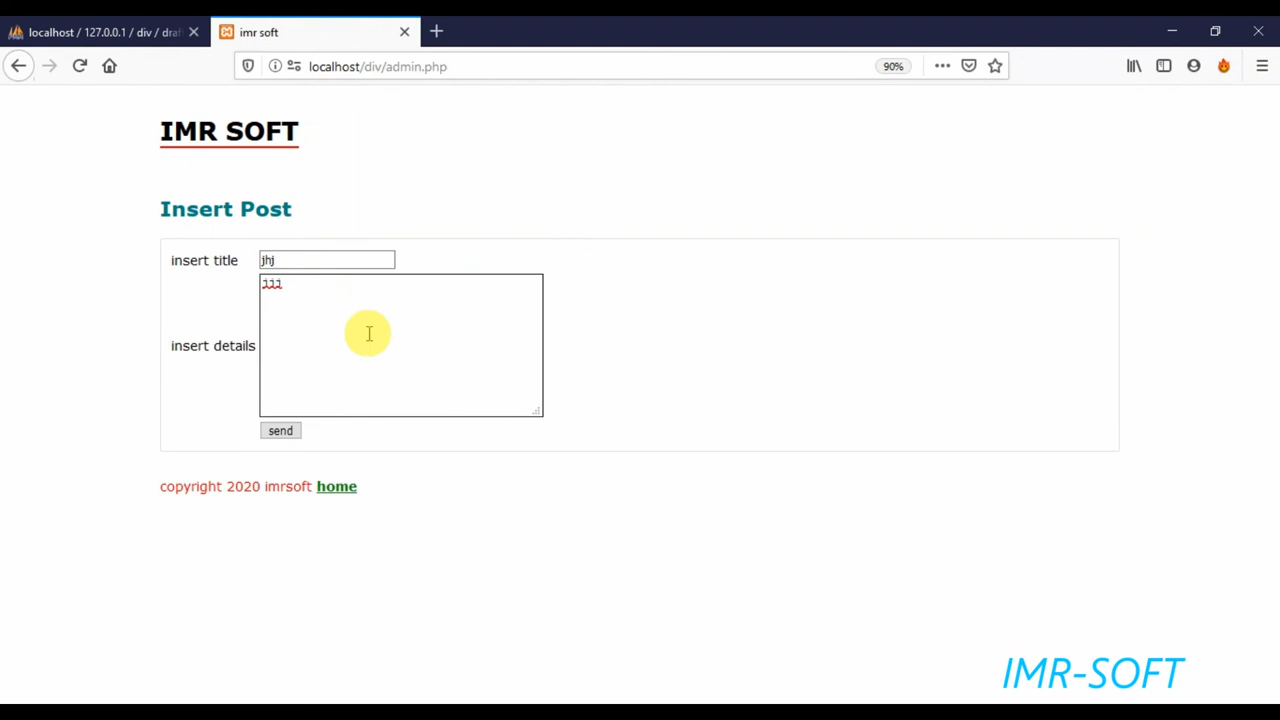 localhost / 127.0.0.1 / div / dra
imr soft
localhost/div/admin.php
90%
IMR SOFT
Insert Post
insert title
jhj
jjj
insert details
send
copyright 2020 imrsoft home
IMR-SOFT